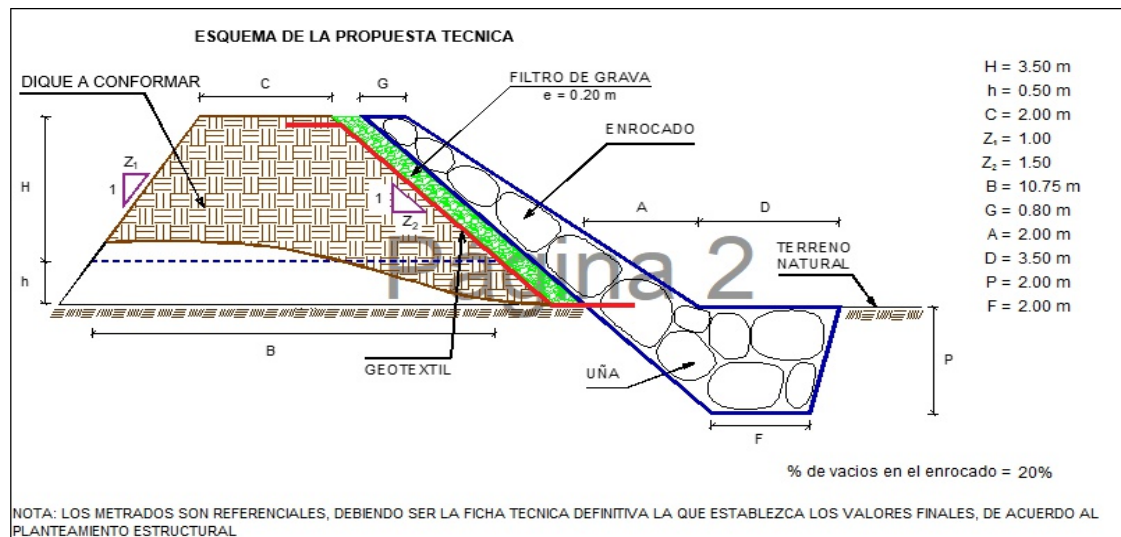 ESQUEMA DE LA PROPUESTA TECNICA
DIQUE A CONFORMAR
C
G
FILTRO DE GRAVA
e = 0.20 m
ENROCADO
H
h
Z₁
1
1
Z₂
A
D
TERRENO
NATURAL
Pagina 2
B
GEOTEXTIL
UÑA
P
F
H = 3.50 m
h = 0.50 m
C = 2.00 m
Z₁ = 1.00
Z₂ = 1.50
B = 10.75 m
G = 0.80 m
A = 2.00 m
D = 3.50 m
P = 2.00 m
F = 2.00 m
% de vacios en el enrocado = 20%
NOTA: LOS METRADOS SON REFERENCIALES, DEBIENDO SER LA FICHA TECNICA DEFINITIVA LA QUE ESTABLEZCA LOS VALORES FINALES, DE ACUERDO AL
PLANTEAMIENTO ESTRUCTURAL